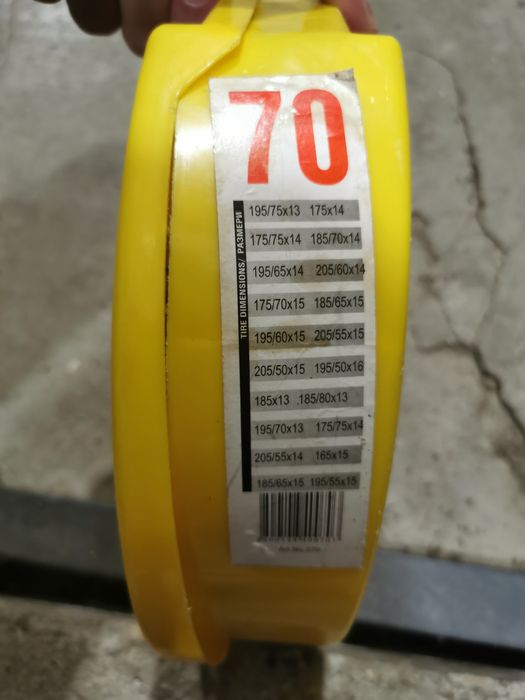 70
TIRE DIMENSIONS/ РАЗМЕРИ
195/75x13 175x14
175/75x14 185/70x14
195/65x14 205/60x14
175/70x15 185/65x15
195/60x15 205/55x15
205/50x15 195/50x16
185x13 185/80x13
195/70x13 175/75x14
205/55x14 165x15
185/65x15 195/55x15